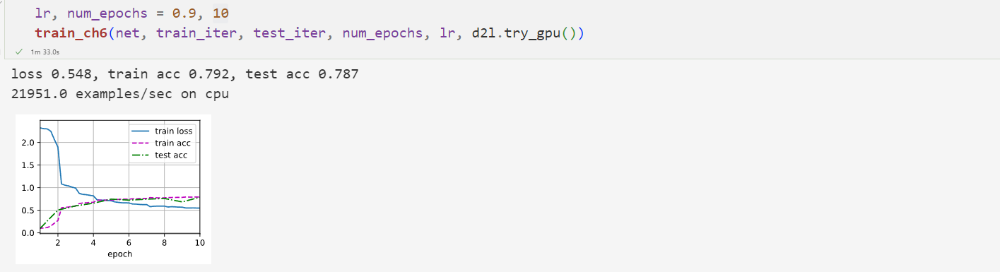 lr, num_epochs = 0.9, 10
train_ch6(net, train_iter, test_iter, num_epochs, lr, d2l.try_gpu())
✓ 1m 33.0s
loss 0.548, train acc 0.792, test acc 0.787
21951.0 examples/sec on cpu
train loss
train acc
test acc
2.0
1.5
1.0
0.5
0.0
2 4 6 8 10
epoch